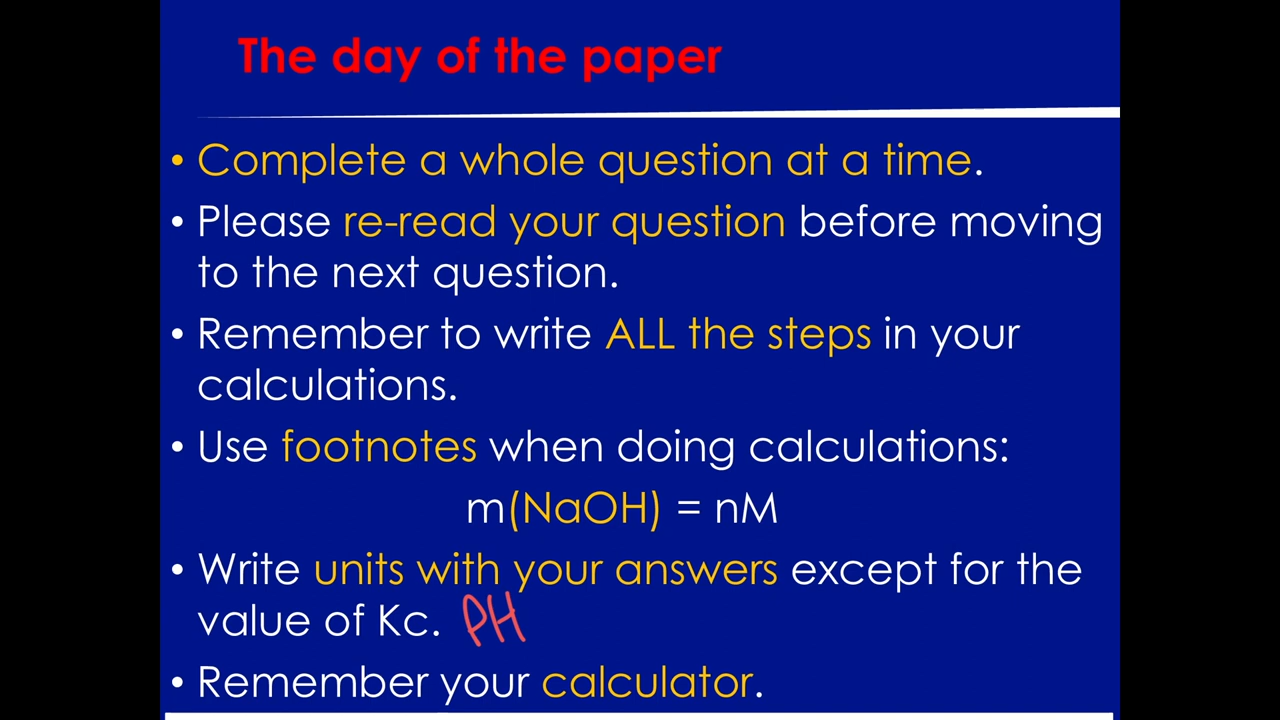 The day of the paper
• Complete a whole question at a time.
• Please re-read your question before moving
to the next question.
• Remember to write ALL the steps in your
calculations.
• Use footnotes when doing calculations:
m(NaOH) = nM
• Write units with your answers except for the
value of Kc. PH
• Remember your calculator.